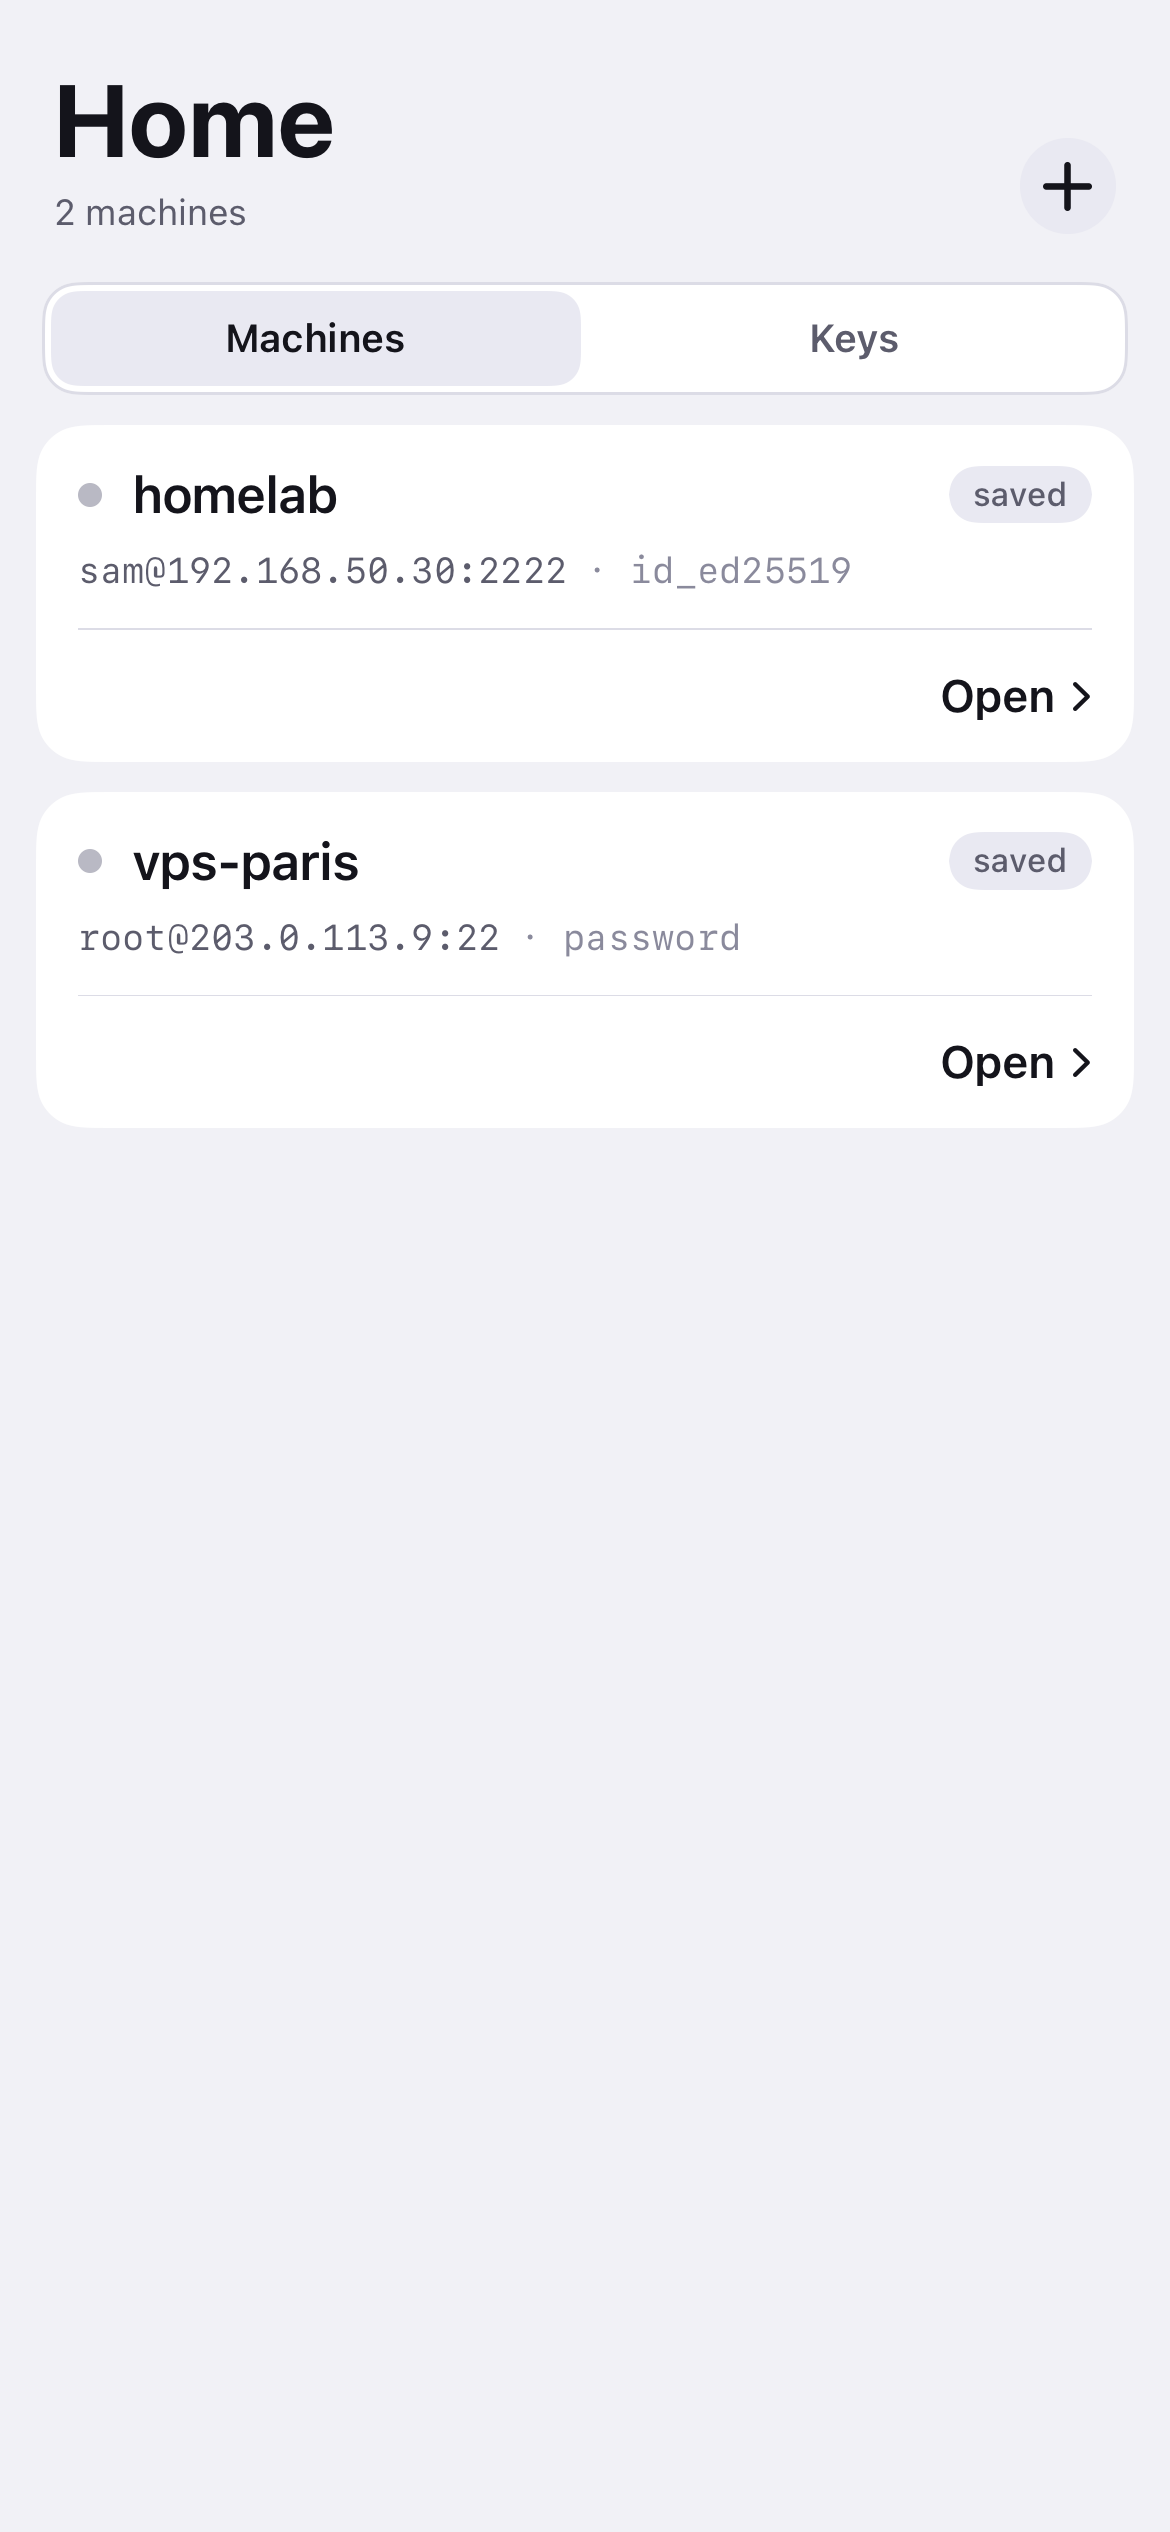 Home
2 machines
Machines Keys
homelab saved
sam@192.168.50.30:2222 · id_ed25519
Open
vps-paris saved
root@203.0.113.9:22 · password
Open